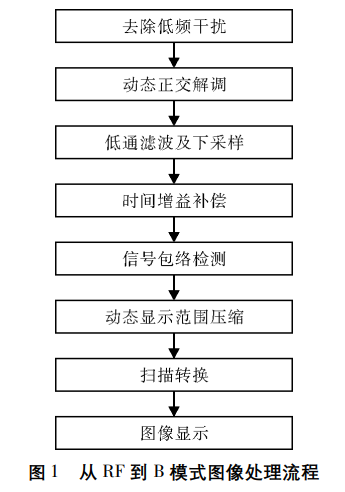 去除低频干扰
动态正交解调
低通滤波及下采样
时间增益补偿
信号包络检测
动态显示范围压缩
扫描转换
图像显示
图1 从RF到B模式图像处理流程